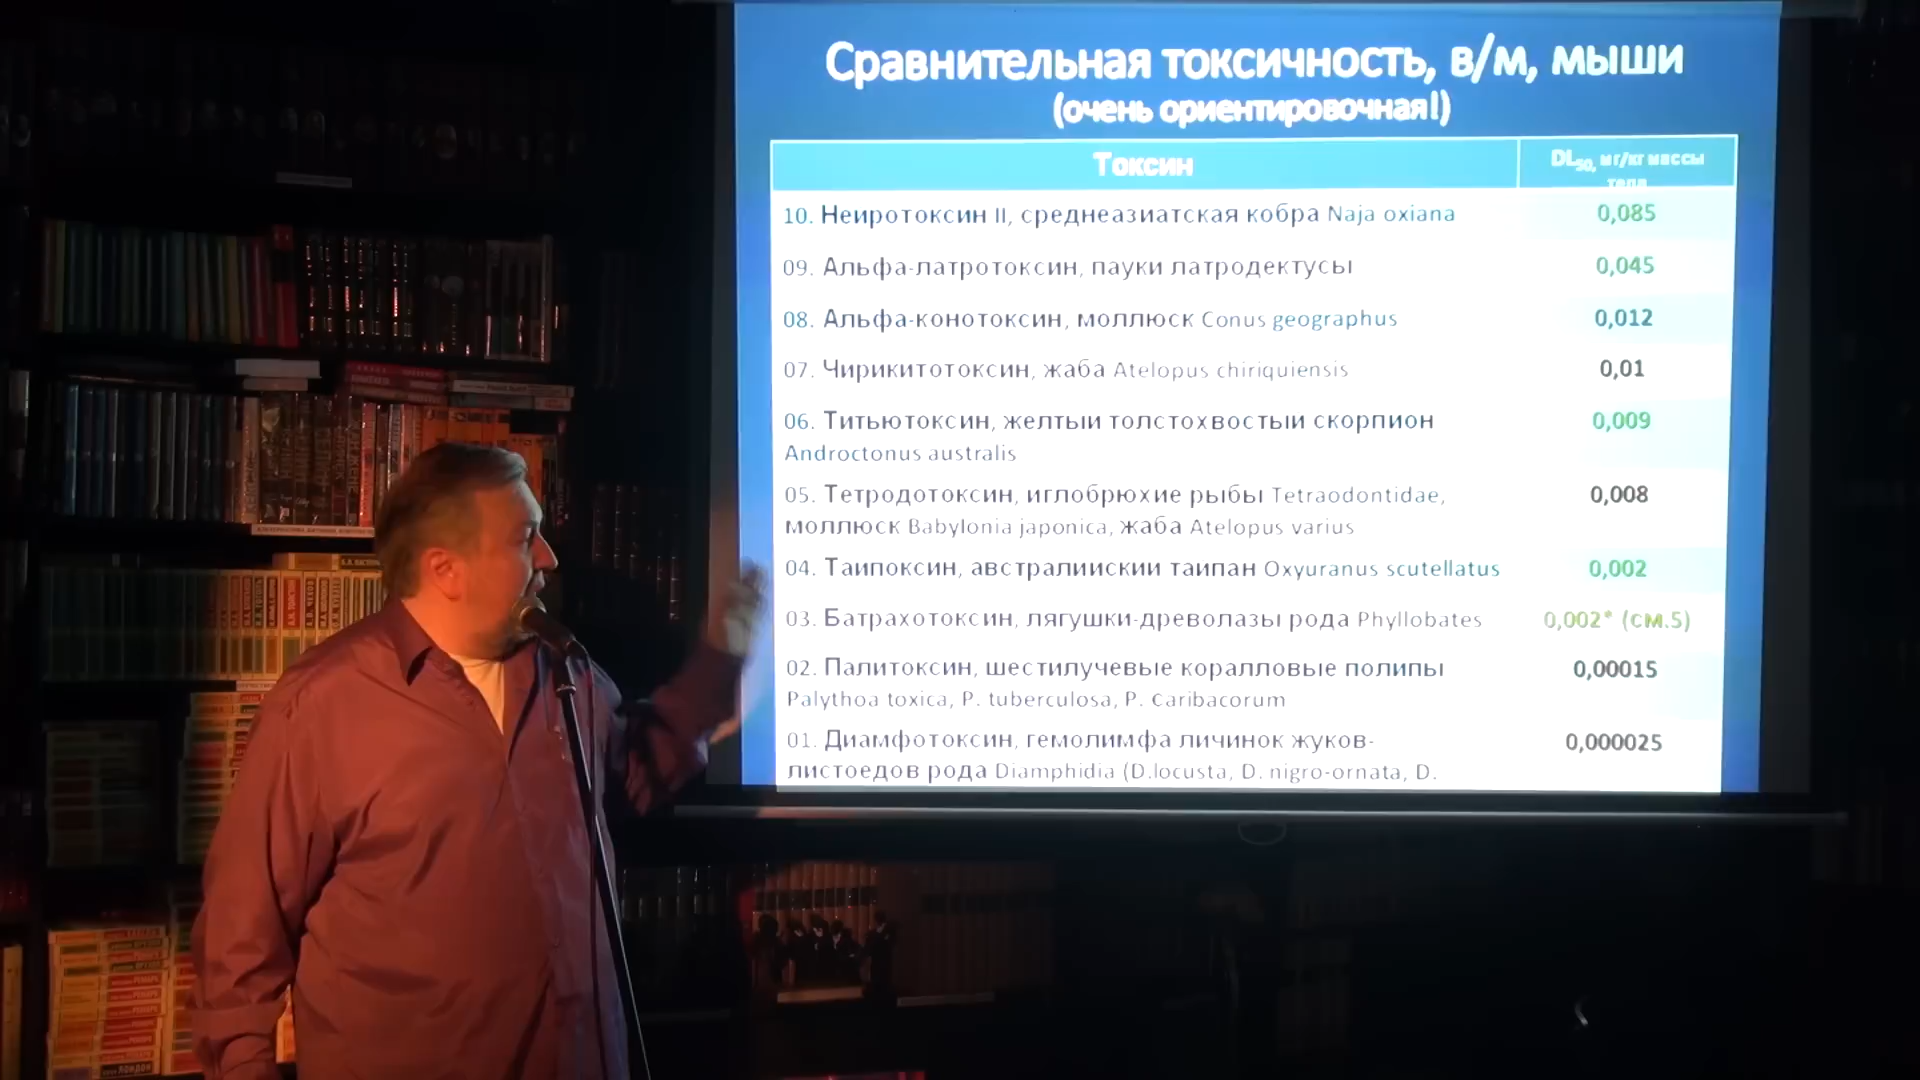 Сравнительная токсичность, в/м, мыши
(очень ориентировочная!)
Токсин
DL50, мг/кг массы
тела
10. Неиротоксин II, среднеазиатская кобра Naja oxiana
0,085
09. Альфа-латротоксин, пауки латродектусы
0,045
08. Альфа-конотоксин, моллюск Conus geographus
0,012
07. Чирикитотоксин, жаба Atelopus chiriquiensis
0,01
06. Титьютоксин, желтыи толстохвостыи скорпион
Androctonus australis
0,009
05. Тетродотоксин, иглобрюхие рыбы Tetraodontidae,
моллюск Babylonia japonica, жаба Atelopus varius
0,008
04. Таипоксин, австралиискии таипан Oxyuranus scutellatus
0,002
03. Батрахотоксин, лягушки-древолазы рода Phyllobates
0,002* (см.5)
02. Палитоксин, шестилучевые коралловые полипы
Palythoa toxica, P. tuberculosa, P. Caribacorum
0,00015
01. Диамфотоксин, гемолимфа личинок жуков-
листоедов рода Diamphidia (D.locusta, D. nigro-ornata, D.
0,000025